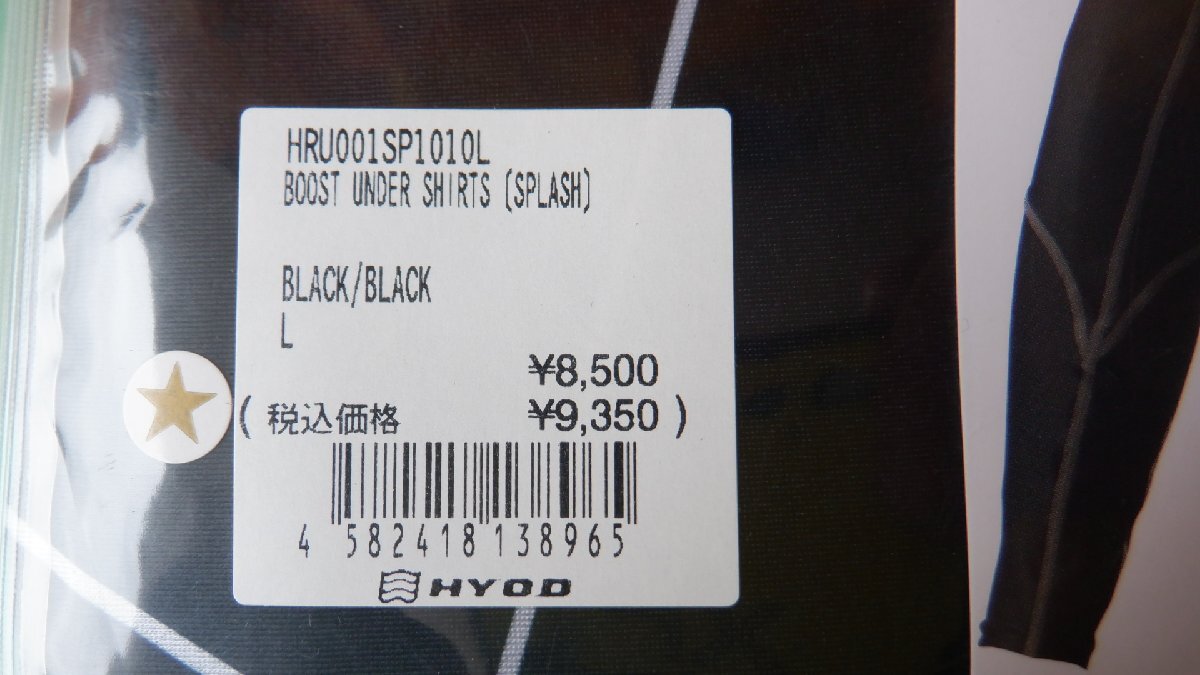 HRU001SP1010L
BOOST UNDER SHIRTS (SPLASH)
BLACK/BLACK
L
¥8,500
( 税込価格 ¥9,350 )
4 582418 138965
HYOD